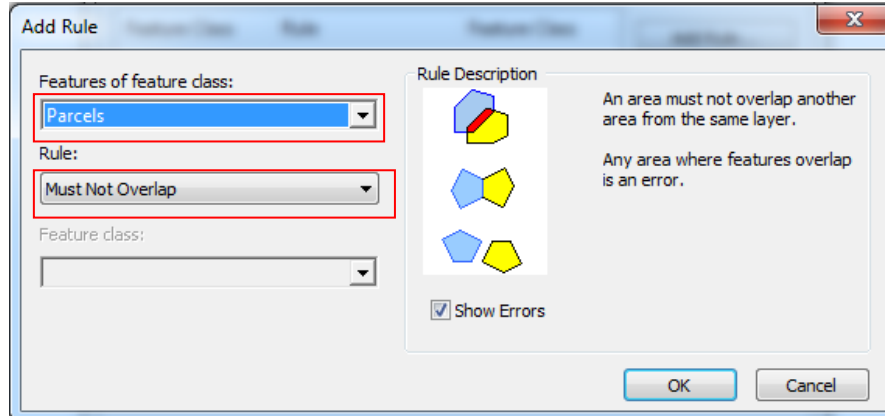 Add Rule
Features of feature class:
Parcels
Rule:
Must Not Overlap
Feature class:
Rule Description
An area must not overlap another
area from the same layer.
Any area where features overlap
is an error.
Show Errors
OK
Cancel